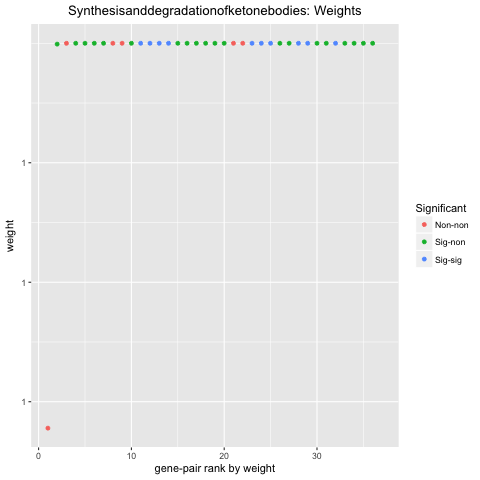 Synthesisanddegradationofketonebodies: Weights
weight
1
1
1
0
10
20
30
gene-pair rank by weight
Significant
Non-non
Sig-non
Sig-sig